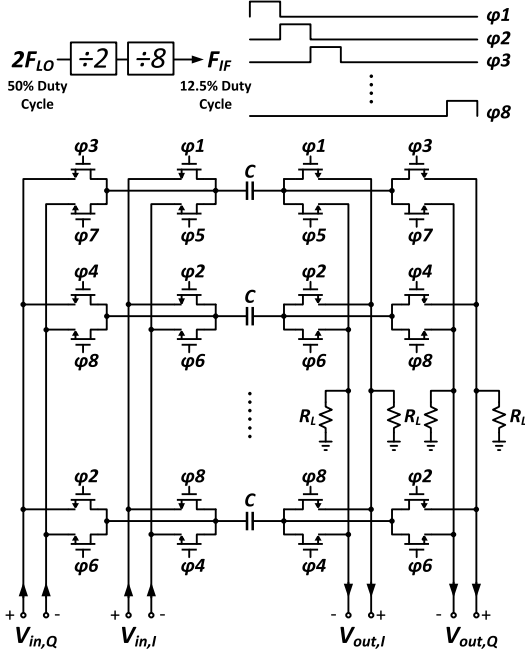 φ1
2F_LO ÷2 ÷8 F_IF φ2
φ3
50% Duty Cycle
12.5% Duty Cycle
φ8
φ3 φ1 C φ1 φ3
φ7 φ5 φ5 φ7
φ4 φ2 C φ2 φ4
φ8 φ6 φ6 φ8
R_L R_L R_L R_L
φ2 φ8 C φ8 φ2
φ6 φ4 φ4 φ6
+ - + - - + - +
V_in,Q V_in,I V_out,I V_out,Q